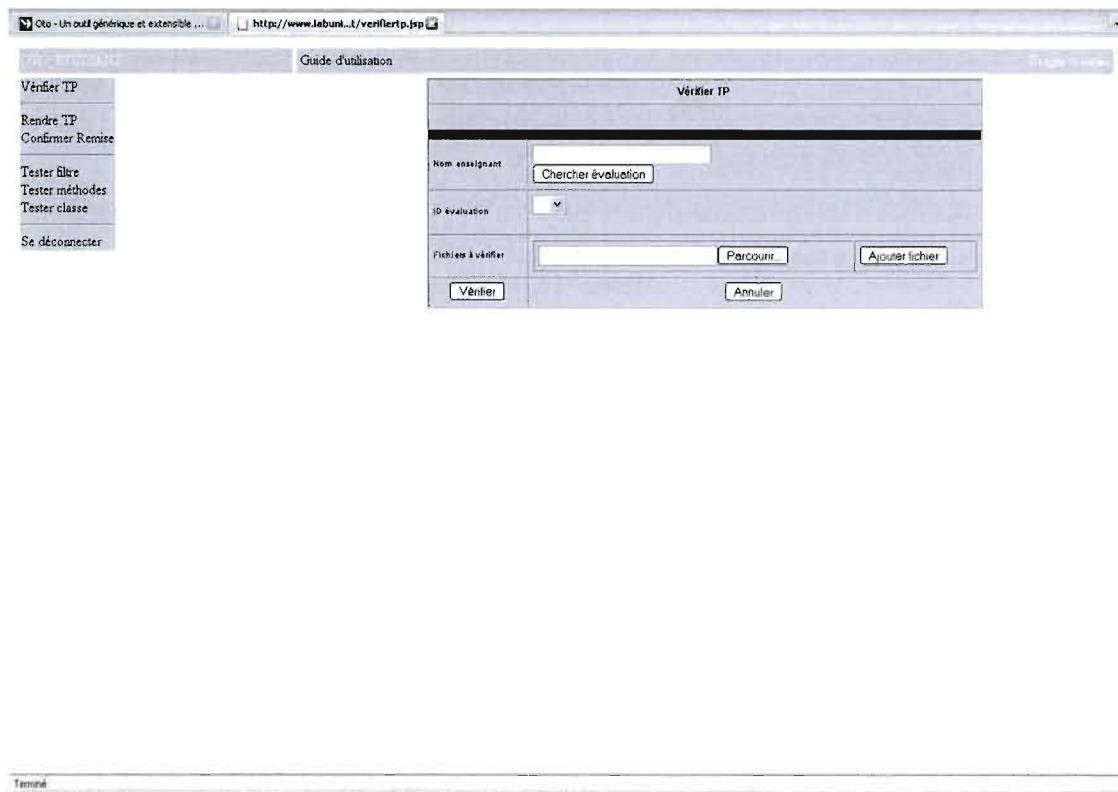 Oto - Un outil générique et extensible ...
http://www.labuni...t/verifiertp.jsp
Guide d'utilisation
Vérifier TP
Rendre TP
Confirmer Remise
Tester filtre
Tester méthodes
Tester classe
Se déconnecter
Vérifier TP
Nom enseignant
Chercher évaluation
ID évaluation
Fichiers à vérifier
Parcourir...
Ajouter fichier
Vérifier
Annuler
Terminé